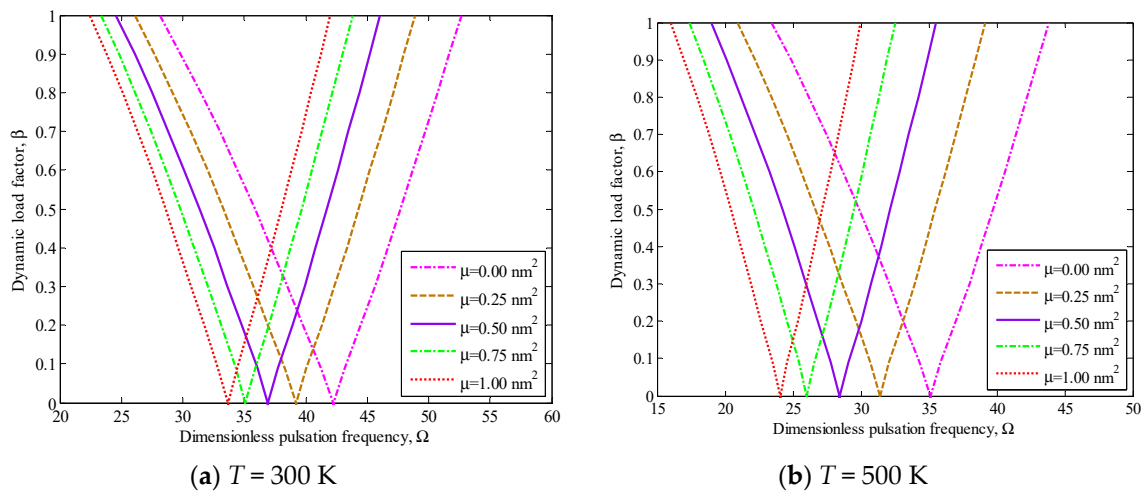 1
0.9
0.8
0.7
0.6
0.5
0.4
0.3
0.2
0.1
0
Dynamic load factor, β
μ=0.00 nm²
μ=0.25 nm²
μ=0.50 nm²
μ=0.75 nm²
μ=1.00 nm²
20 25 30 35 40 45 50 55 60
Dimensionless pulsation frequency, Ω
(a) T = 300 K
1
0.9
0.8
0.7
0.6
0.5
0.4
0.3
0.2
0.1
0
Dynamic load factor, β
μ=0.00 nm²
μ=0.25 nm²
μ=0.50 nm²
μ=0.75 nm²
μ=1.00 nm²
15 20 25 30 35 40 45 50
Dimensionless pulsation frequency, Ω
(b) T = 500 K